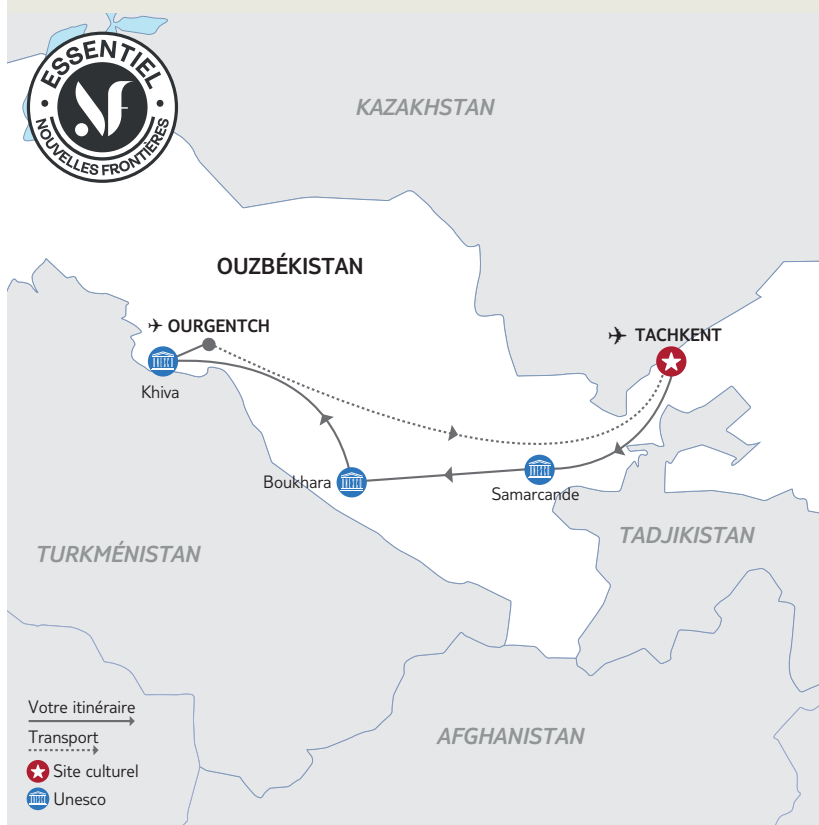 ESSENTIEL
NF
NOUVELLES FRONTIÈRES
KAZAKHSTAN
OUZBÉKISTAN
OURGENTCH
TACHKENT
Khiva
Boukhara
Samarcande
TADJIKISTAN
TURKMÉNISTAN
AFGHANISTAN
Votre itinéraire
Transport
Site culturel
Unesco